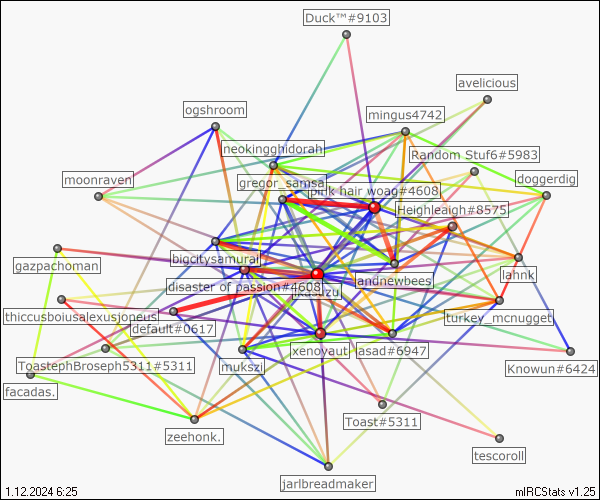 Duck™#9103
avelicious
ogshroom
mingus4742
neokingghidorah
Random Stuf6#5983
moonraven
gregor_samsa
pink hair woag#4608
doggerdig
Heighleigh#8575
gazpachoman
bigcitysamurai
lahnk
disaster of passion#4608
andnewbees
thiccusboiusalexusjoneus
turkey_mcnugget
default#0617
xenoyaut
asad#6947
ToastephBroseph5311#5311
mukszi
Knowun#6424
facadas.
Toast#5311
zeehonk.
tescoroll
jarlbreadmaker
1.12.2024 6:25
mIRCStats v1.25